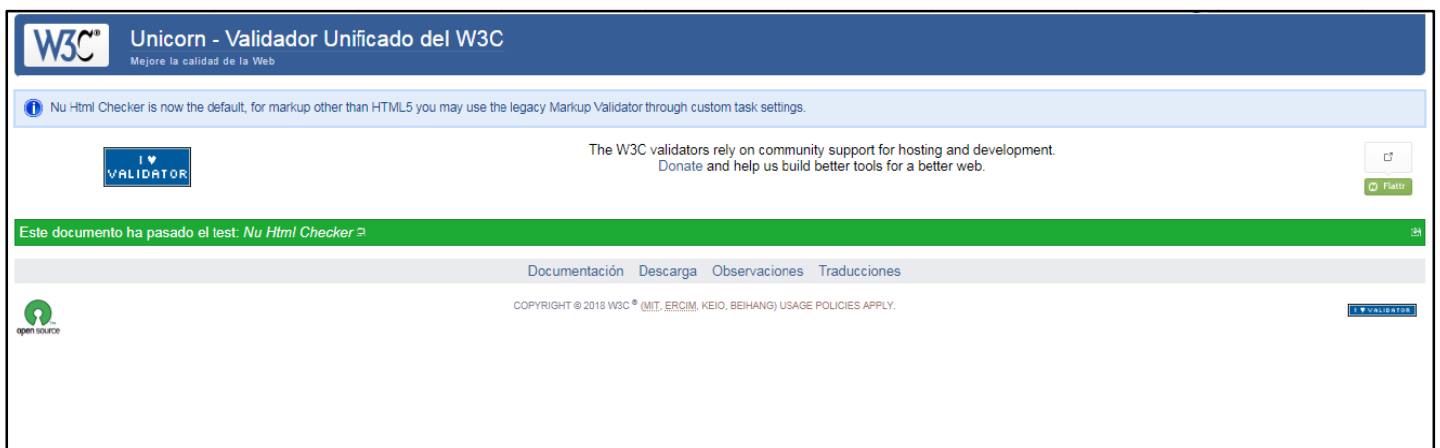 W3C®
Unicorn - Validador Unificado del W3C
Mejore la calidad de la Web
Nu Html Checker is now the default, for markup other than HTML5 you may use the legacy Markup Validator through custom task settings.
I ♥
VALIDATOR
The W3C validators rely on community support for hosting and development.
Donate and help us build better tools for a better web.
Flattr
Este documento ha pasado el test: Nu Html Checker
Documentación Descarga Observaciones Traducciones
COPYRIGHT © 2018 W3C ® (MIT, ERCIM, KEIO, BEIHANG) USAGE POLICIES APPLY.
open source
I ♥ VALIDATOR